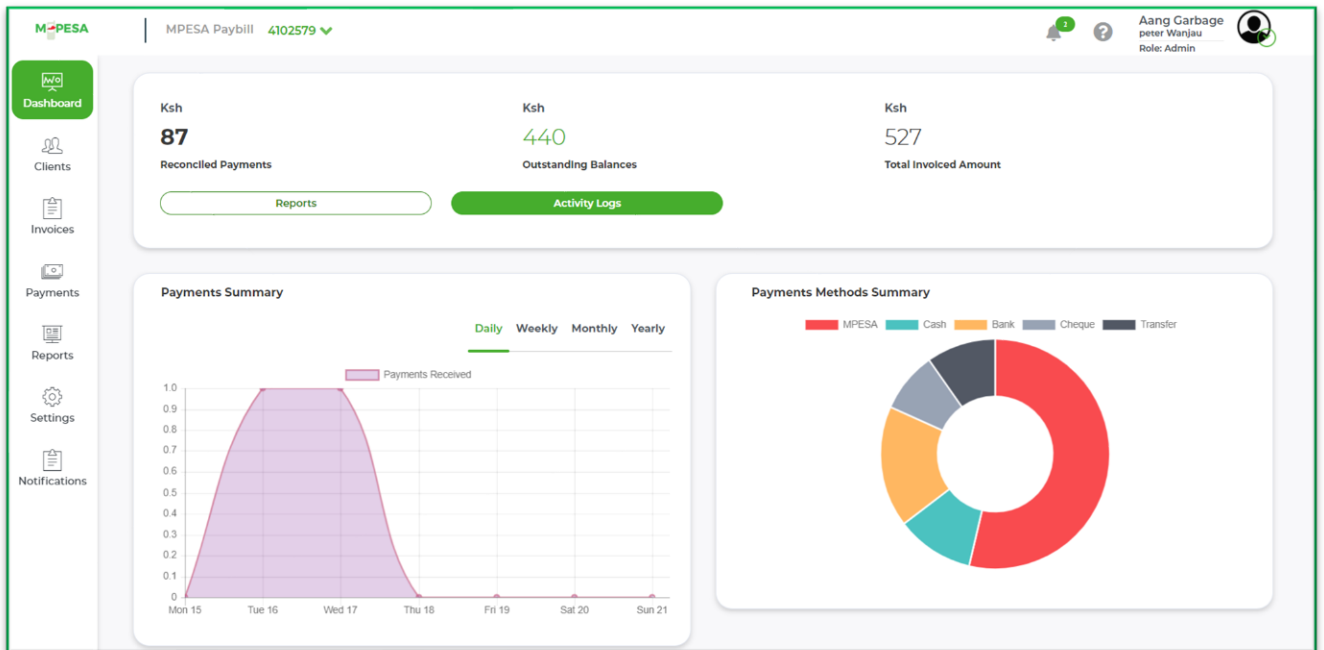 M-PESA
MPESA Paybill 4102579
2
?
Aang Garbage
peter Wanjau
Role: Admin
Dashboard
Clients
Invoices
Payments
Reports
Settings
Notifications
Ksh
87
Reconciled Payments
Ksh
440
Outstanding Balances
Ksh
527
Total Invoiced Amount
Reports
Activity Logs
Payments Summary
Daily Weekly Monthly Yearly
Payments Received
1.0
0.9
0.8
0.7
0.6
0.5
0.4
0.3
0.2
0.1
0
Mon 15 Tue 16 Wed 17 Thu 18 Fri 19 Sat 20 Sun 21
Payments Methods Summary
MPESA Cash Bank Cheque Transfer